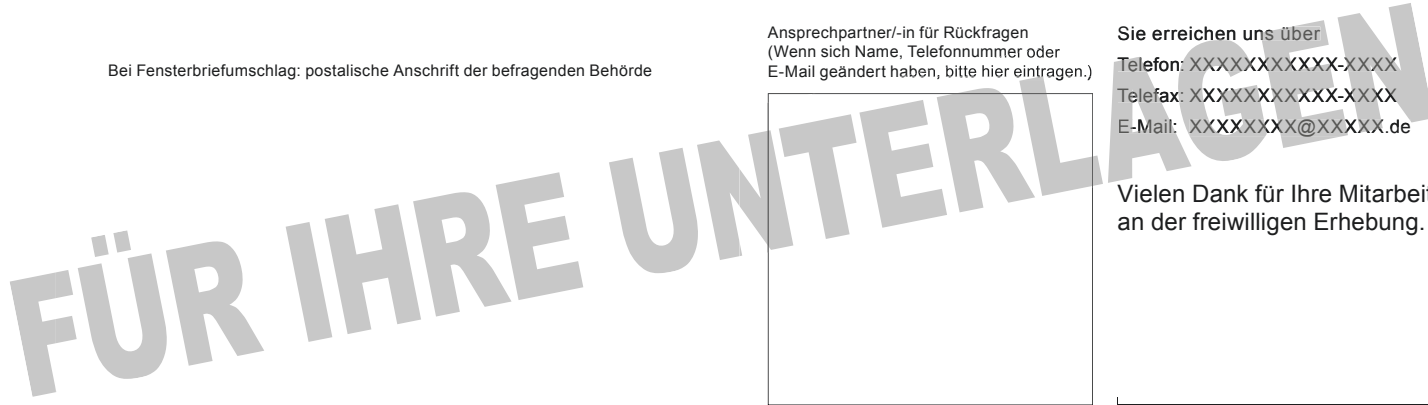 Bei Fensterbriefumschlag: postalische Anschrift der befragenden Behörde
Ansprechpartner/-in für Rückfragen
(Wenn sich Name, Telefonnummer oder
E-Mail geändert haben, bitte hier eintragen.)
Sie erreichen uns über
Telefon: XXXXXXXXXXXX-XXXX
Telefax: XXXXXXXXXXXX-XXXX
E-Mail: XXXXXXXX@XXXXX.de
Vielen Dank für Ihre Mitarbeit
an der freiwilligen Erhebung.
FÜR IHRE UNTERLAGEN